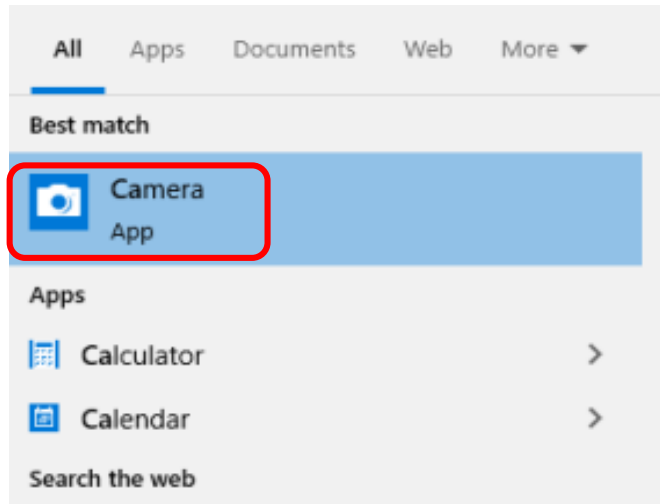 All Apps Documents Web More
Best match
Camera
App
Apps
Calculator
Calendar
Search the web